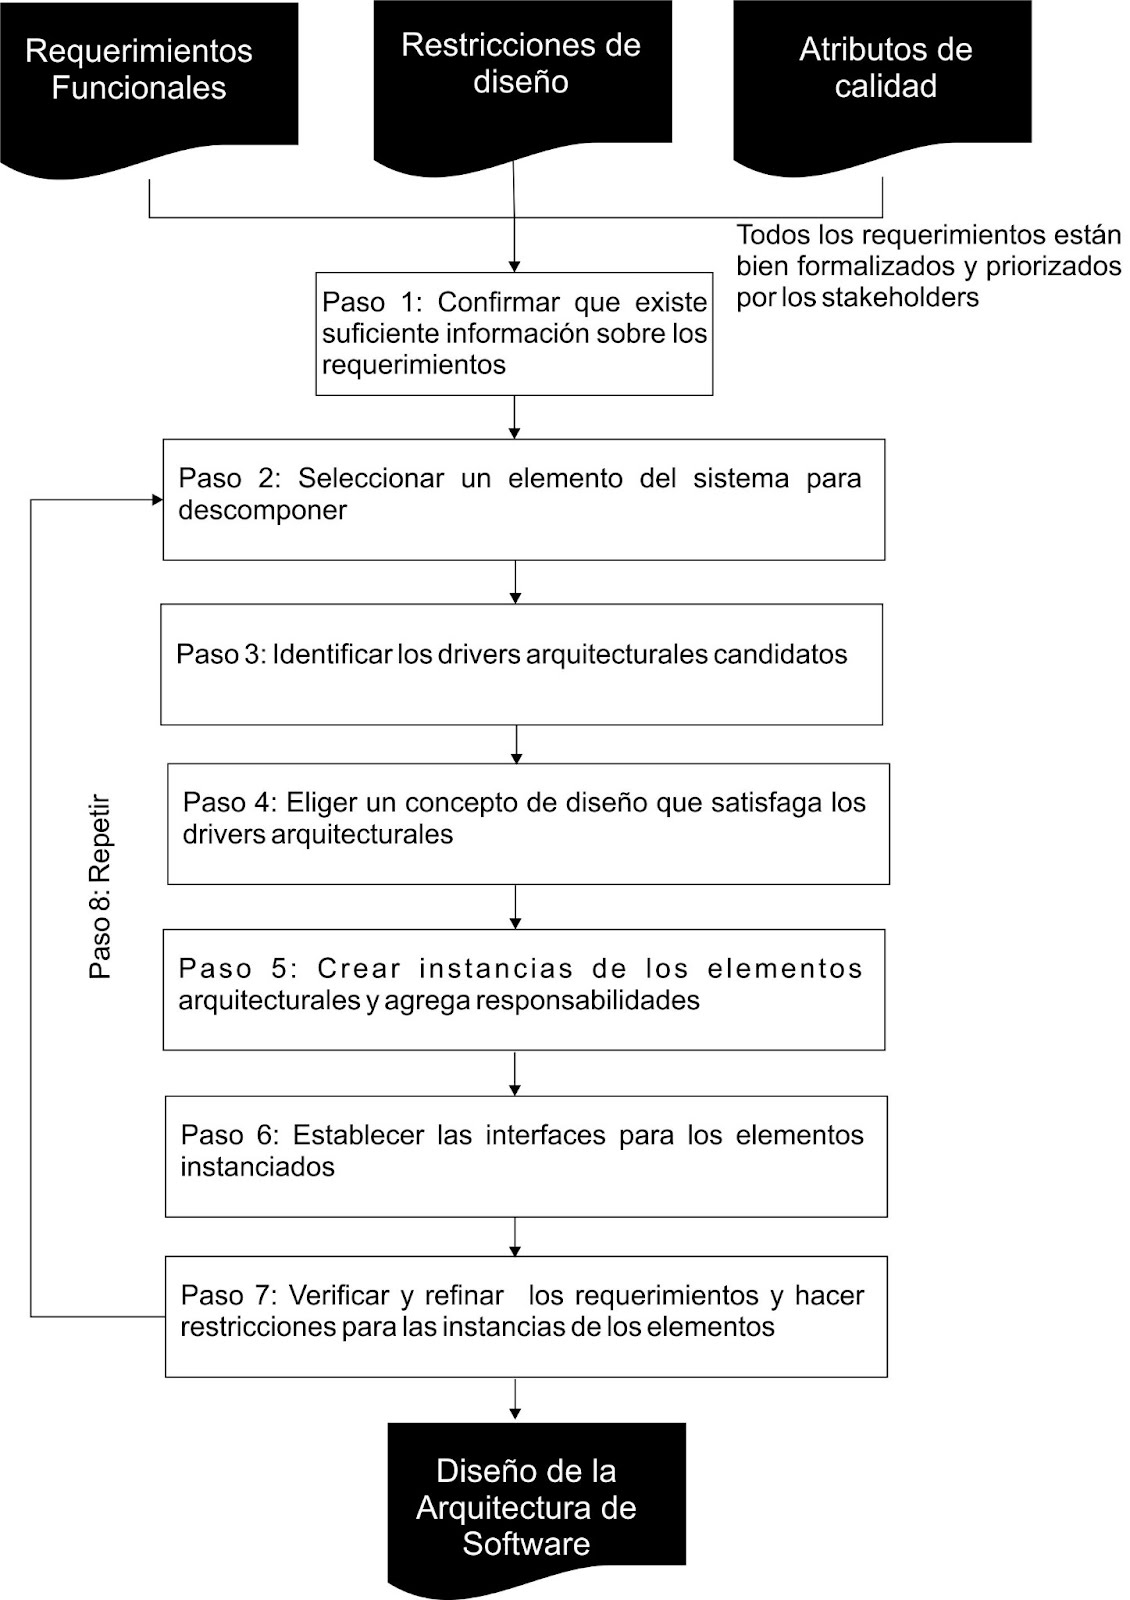 Requerimientos
Funcionales
Restricciones de
diseño
Atributos de
calidad
Todos los requerimientos están
bien formalizados y priorizados
por los stakeholders
Paso 1: Confirmar que existe
suficiente información sobre los
requerimientos
Paso 2: Seleccionar un elemento del sistema para
descomponer
Paso 3: Identificar los drivers arquitecturales candidatos
Paso 4: Eliger un concepto de diseño que satisfaga los
drivers arquitecturales
Paso 8: Repetir
Paso 5: Crear instancias de los elementos
arquitecturales y agrega responsabilidades
Paso 6: Establecer las interfaces para los elementos
instanciados
Paso 7: Verificar y refinar los requerimientos y hacer
restricciones para las instancias de los elementos
Diseño de la
Arquitectura de
Software